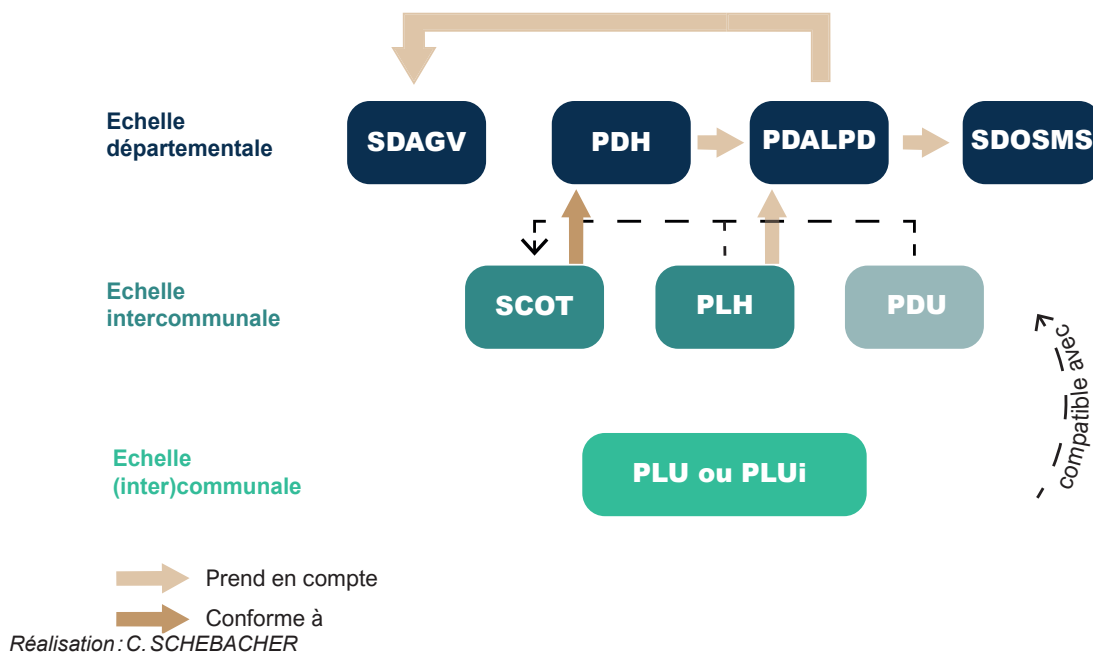 Echelle
départementale
SDAGV
PDH
PDALPD
SDOSMS
Echelle
intercommunale
SCOT
PLH
PDU
compatible avec
Echelle
(inter)communale
PLU ou PLUi
Prend en compte
Conforme à
Réalisation : C. SCHEBACHER